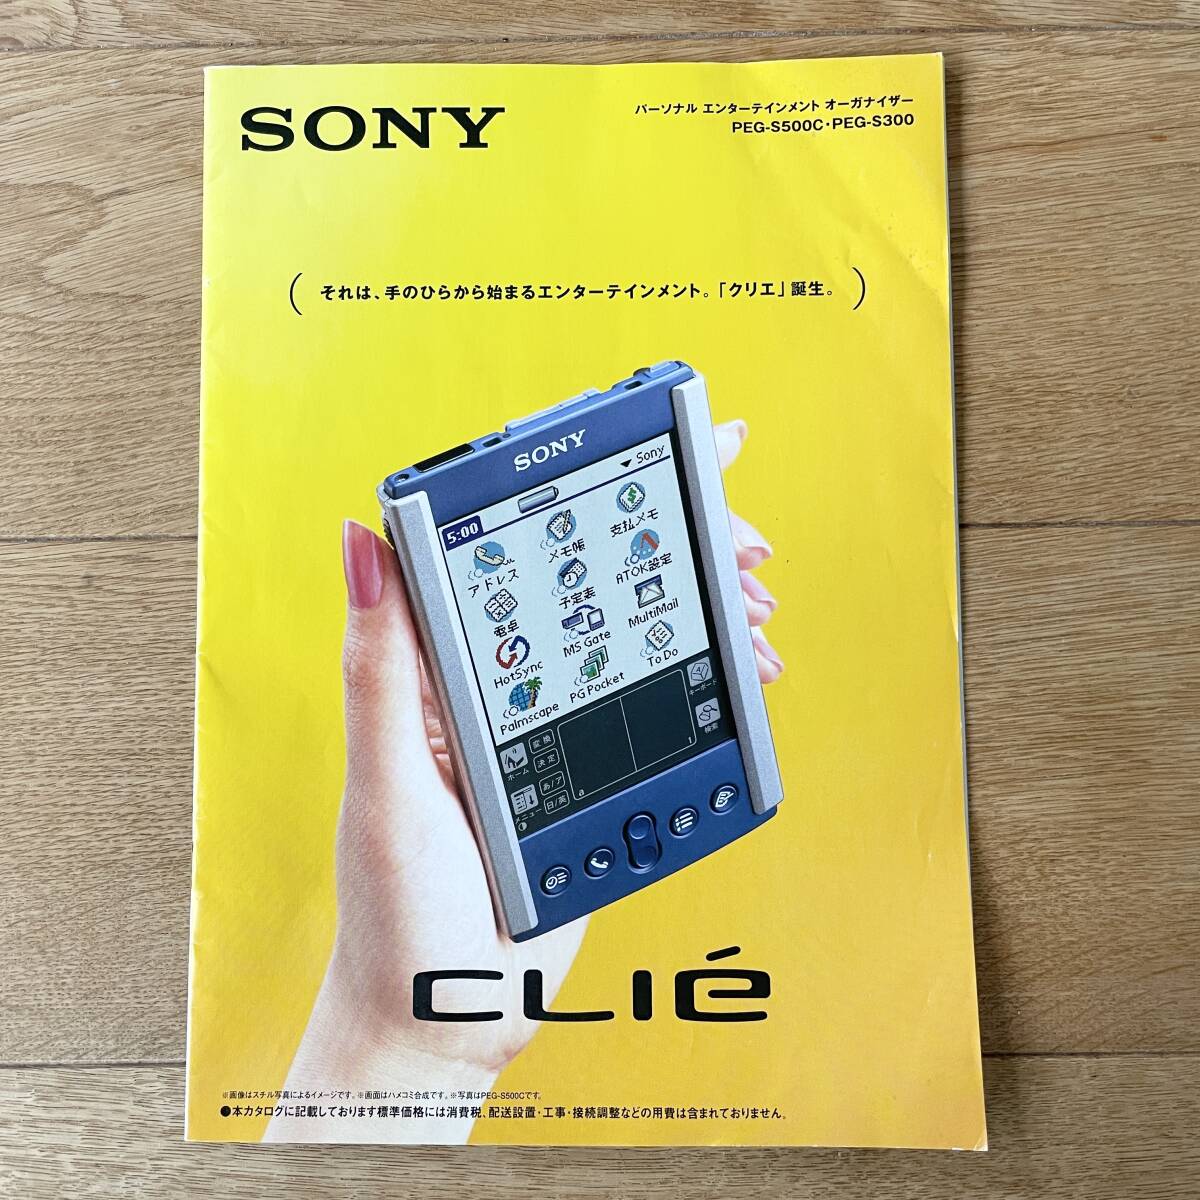 SONY
パーソナル エンターテインメント オーガナイザー
PEG-S500C・PEG-S300
(それは、手のひらから始まるエンターテインメント。「クリエ」誕生。)
SONY
▼ Sony
5:00
アドレス
メモ帳
支払メモ
電卓
予定表
ATOK設定
HotSync
MS Gate
MultiMail
Palmscape
PG Pocket
To Do
ホーム
変換
決定
キーボード
メニュー
あ/ア
日/英
検索
a
1
CLIé
※画像はスチル写真によるイメージです。※画面はハメコミ合成です。※写真はPEG-S500Cです。
●本カタログに記載しております標準価格には消費税、配送設置・工事・接続調整などの用費は含まれておりません。